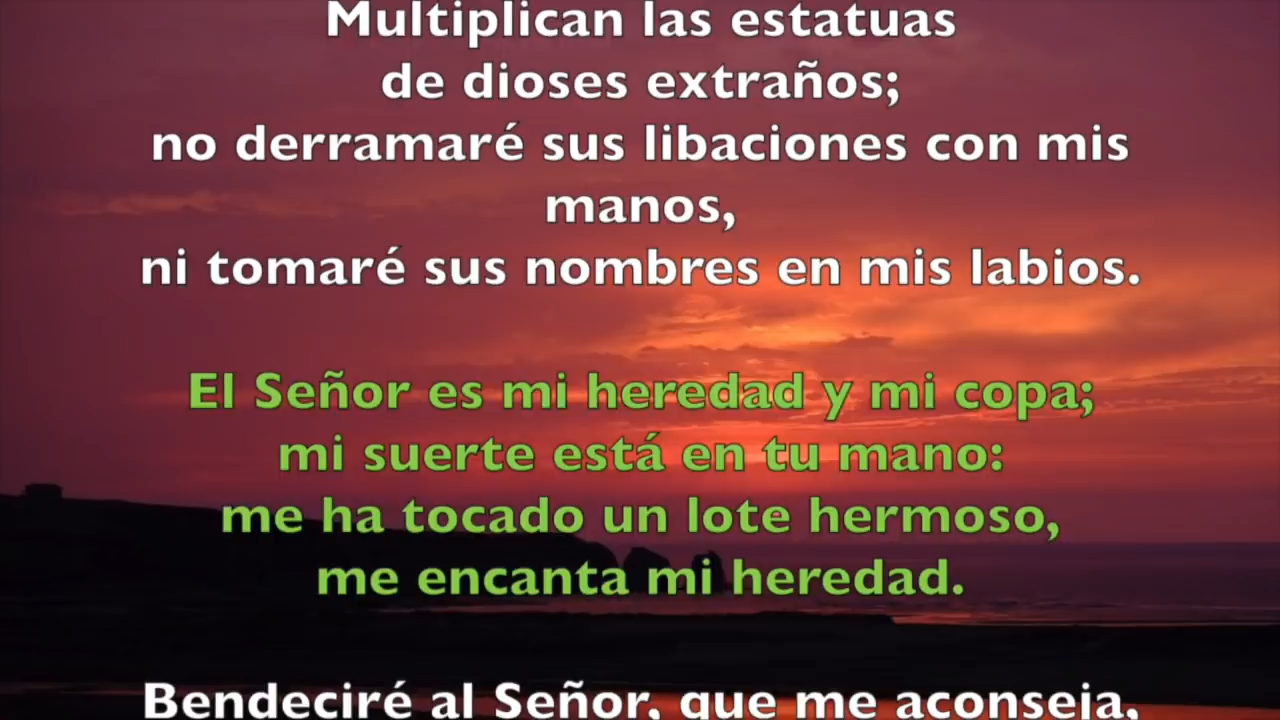 Multiplican las estatuas
de dioses extraños;
no derramaré sus libaciones con mis
manos,
ni tomaré sus nombres en mis labios.
El Señor es mi heredad y mi copa;
mi suerte está en tu mano:
me ha tocado un lote hermoso,
me encanta mi heredad.
Bendeciré al Señor, que me aconseja,